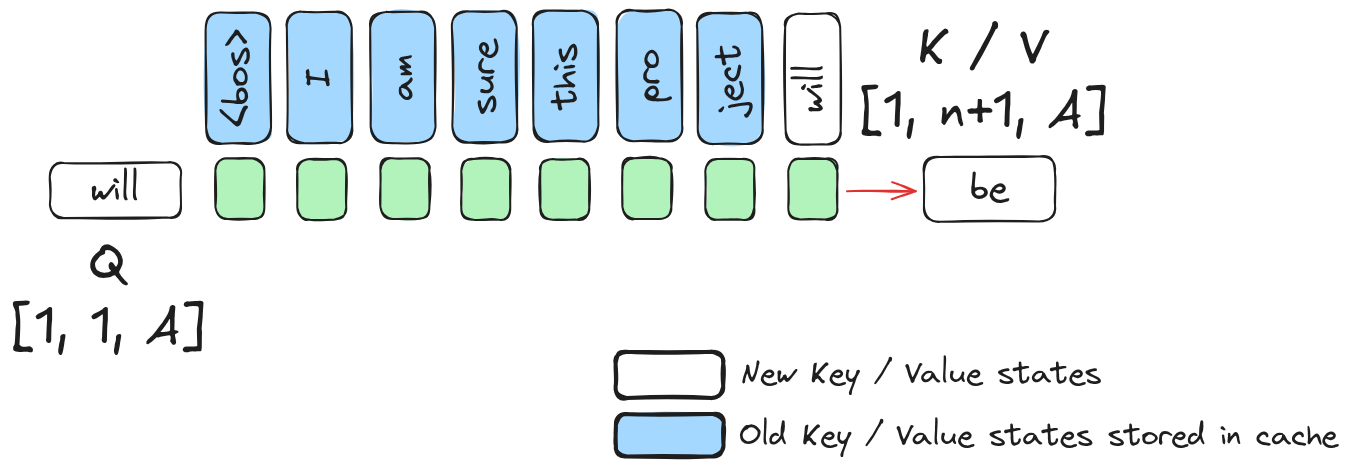 <bos> I am sure this pro ject will
K / V
[1, n+1, A]
will
be
Q
[1, 1, A]
New Key / Value states
Old Key / Value states stored in cache